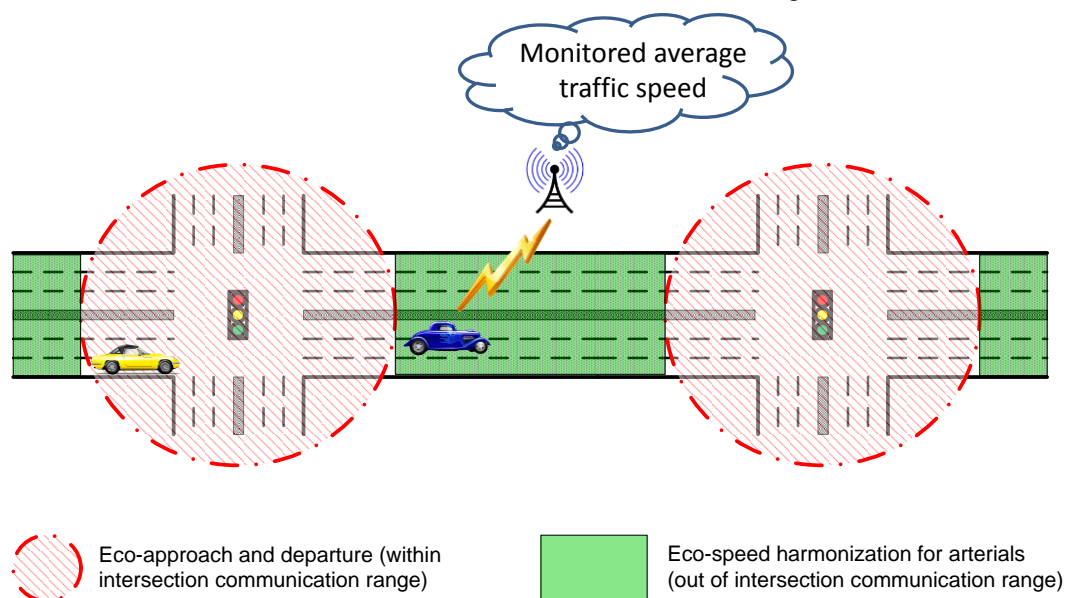 Monitored average
traffic speed
Eco-approach and departure (within
intersection communication range)
Eco-speed harmonization for arterials
(out of intersection communication range)